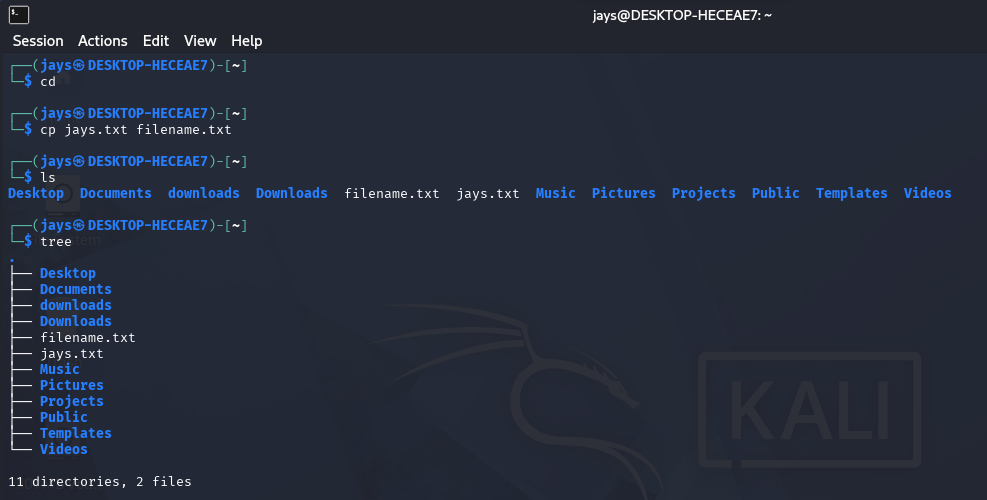 jays@DESKTOP-HECEAE7: ~
Session Actions Edit View Help
┌──(jays㉿DESKTOP-HECEAE7)-[~]
└─$ cd
┌──(jays㉿DESKTOP-HECEAE7)-[~]
└─$ cp jays.txt filename.txt
┌──(jays㉿DESKTOP-HECEAE7)-[~]
└─$ ls
Desktop Documents downloads Downloads filename.txt jays.txt Music Pictures Projects Public Templates Videos
┌──(jays㉿DESKTOP-HECEAE7)-[~]
└─$ tree
.
├── Desktop
├── Documents
├── downloads
├── Downloads
├── filename.txt
├── jays.txt
├── Music
├── Pictures
├── Projects
├── Public
├── Templates
└── Videos
KALI
11 directories, 2 files